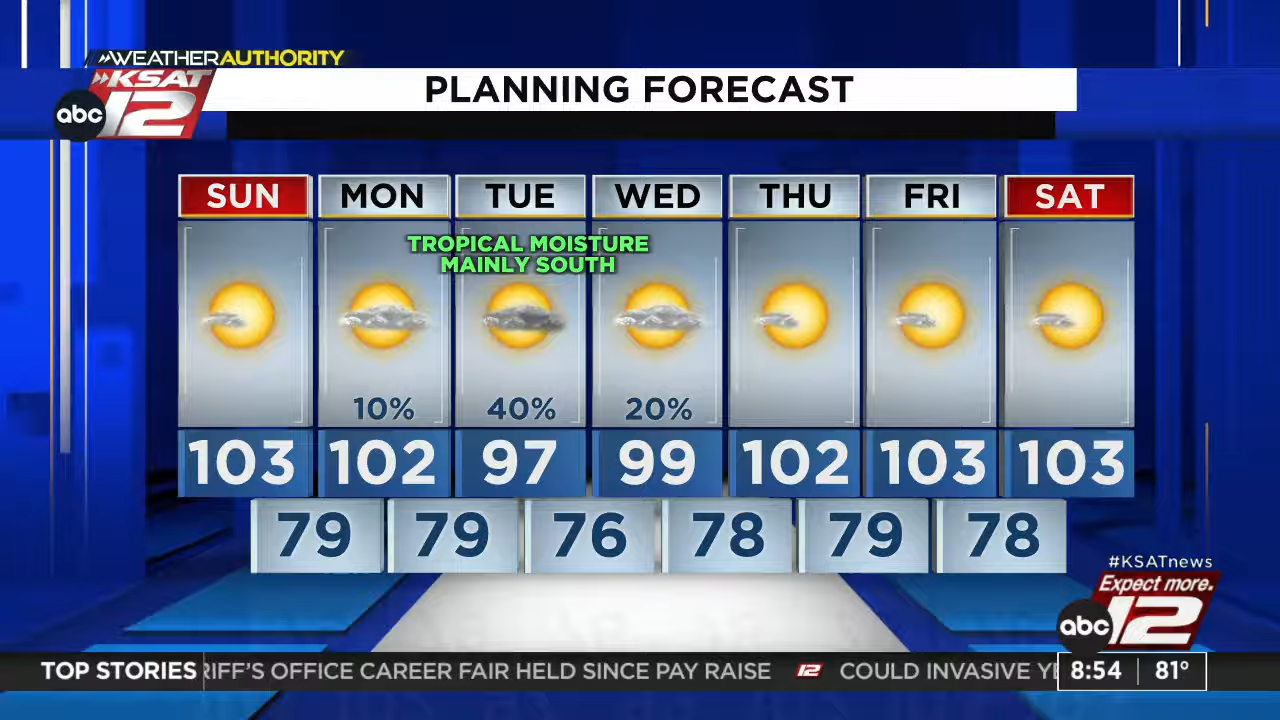 WEATHERAUTHORITY
KSAT
abc 12
PLANNING FORECAST
SUN MON TUE WED THU FRI SAT
TROPICAL MOISTURE
MAINLY SOUTH
10% 40% 20%
103 102 97 99 102 103 103
79 79 76 78 79 78
#KSATnews
Expect more.
abc 12
TOP STORIES RIFF'S OFFICE CAREER FAIR HELD SINCE PAY RAISE 12 COULD INVASIVE YE 8:54 81°